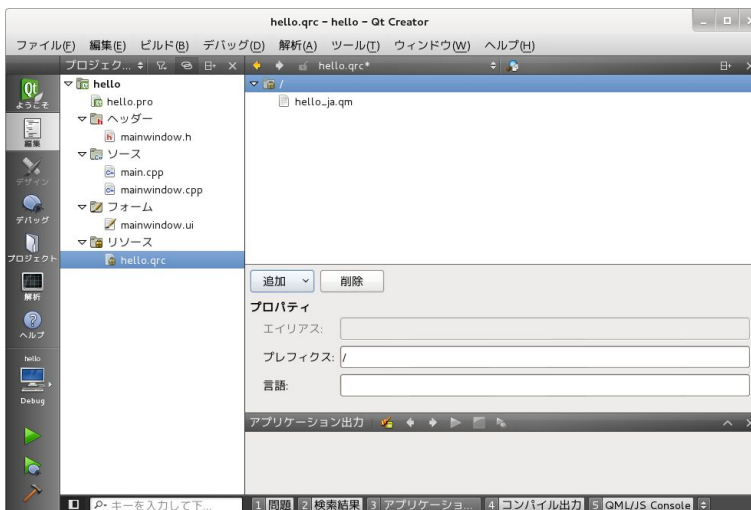 hello.qrc - hello - Qt Creator
ファイル(F) 編集(E) ビルド(B) デバッグ(D) 解析(A) ツール(T) ウィンドウ(W) ヘルプ(H)
プロジェク... hello.qrc*
Qt
ようこそ
編集
デザイン
デバッグ
プロジェクト
解析
ヘルプ
hello
Debug
hello
hello.pro
ヘッダー
mainwindow.h
ソース
main.cpp
mainwindow.cpp
フォーム
mainwindow.ui
リソース
hello.qrc
/
hello_ja.qm
追加 削除
プロパティ
エイリアス:
プレフィクス: /
言語:
アプリケーション出力
キーを入力して下... 1 問題 2 検索結果 3 アプリケーショ... 4 コンパイル出力 5 QML/JS Console